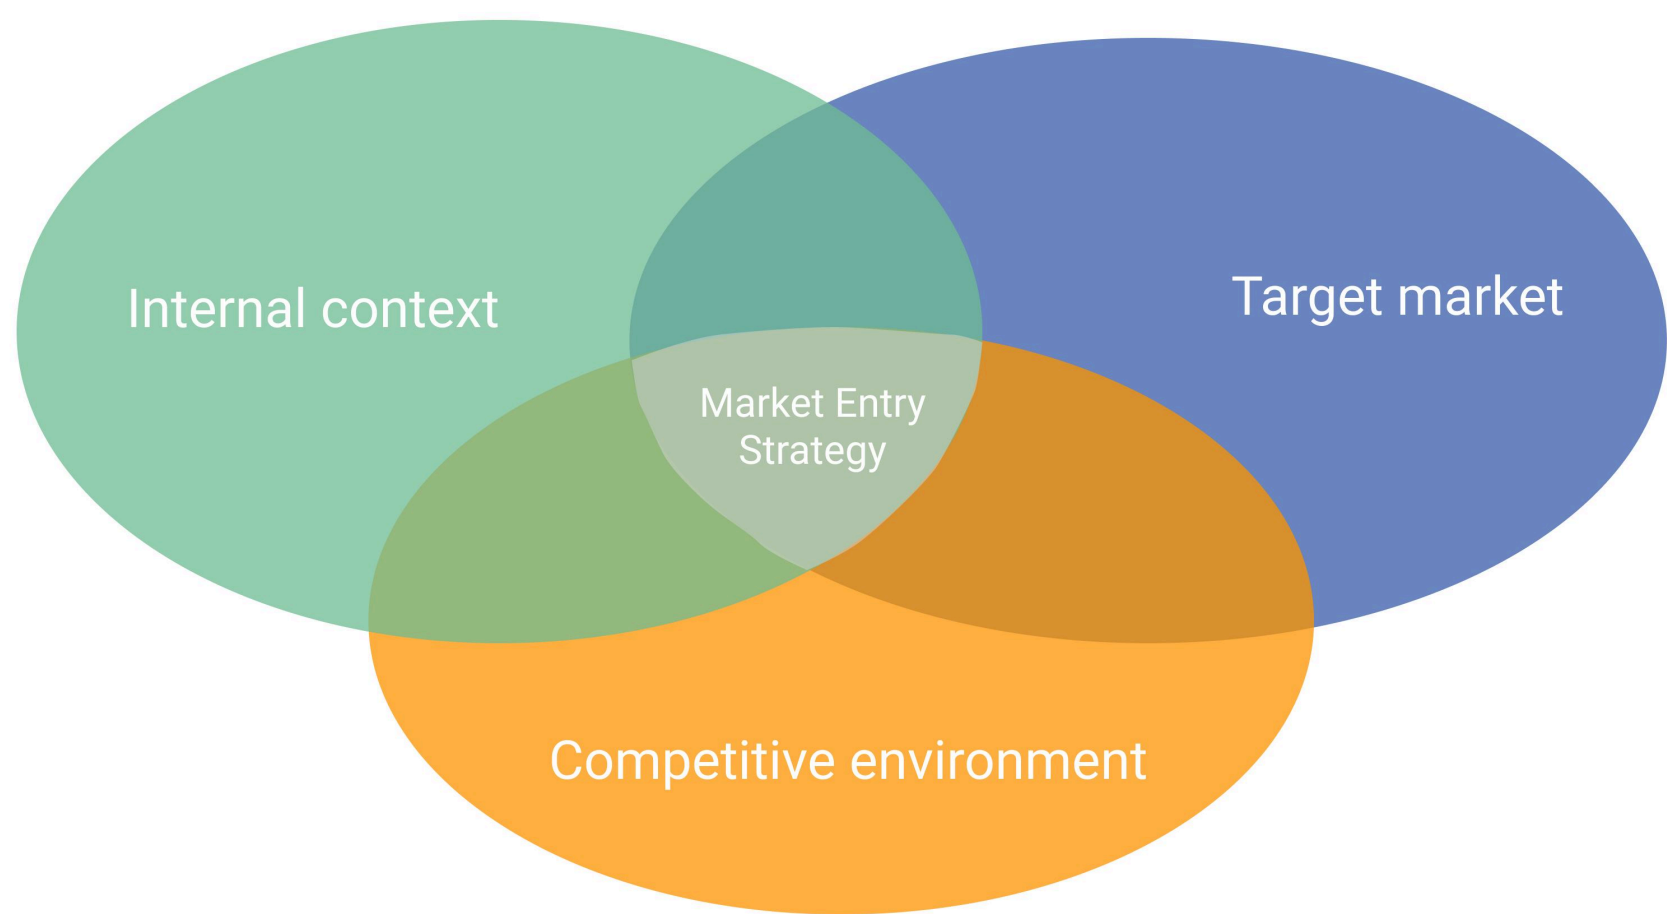 Internal context
Target market
Market Entry
Strategy
Competitive environment